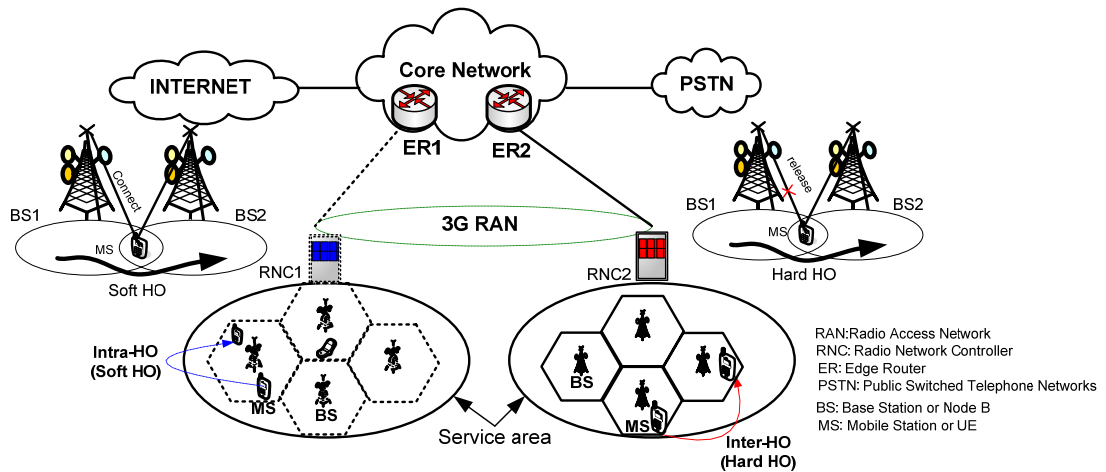 INTERNET
Core Network
PSTN
ER1
ER2
Connect
BS1
BS2
MS
Soft HO
3G RAN
release
BS1
BS2
MS
Hard HO
RNC1
RNC2
Intra-HO
(Soft HO)
MS
BS
BS
MS
Service area
Inter-HO
(Hard HO)
RAN:Radio Access Network
RNC: Radio Network Controller
ER: Edge Router
PSTN: Public Switched Telephone Networks
BS: Base Station or Node B
MS: Mobile Station or UE